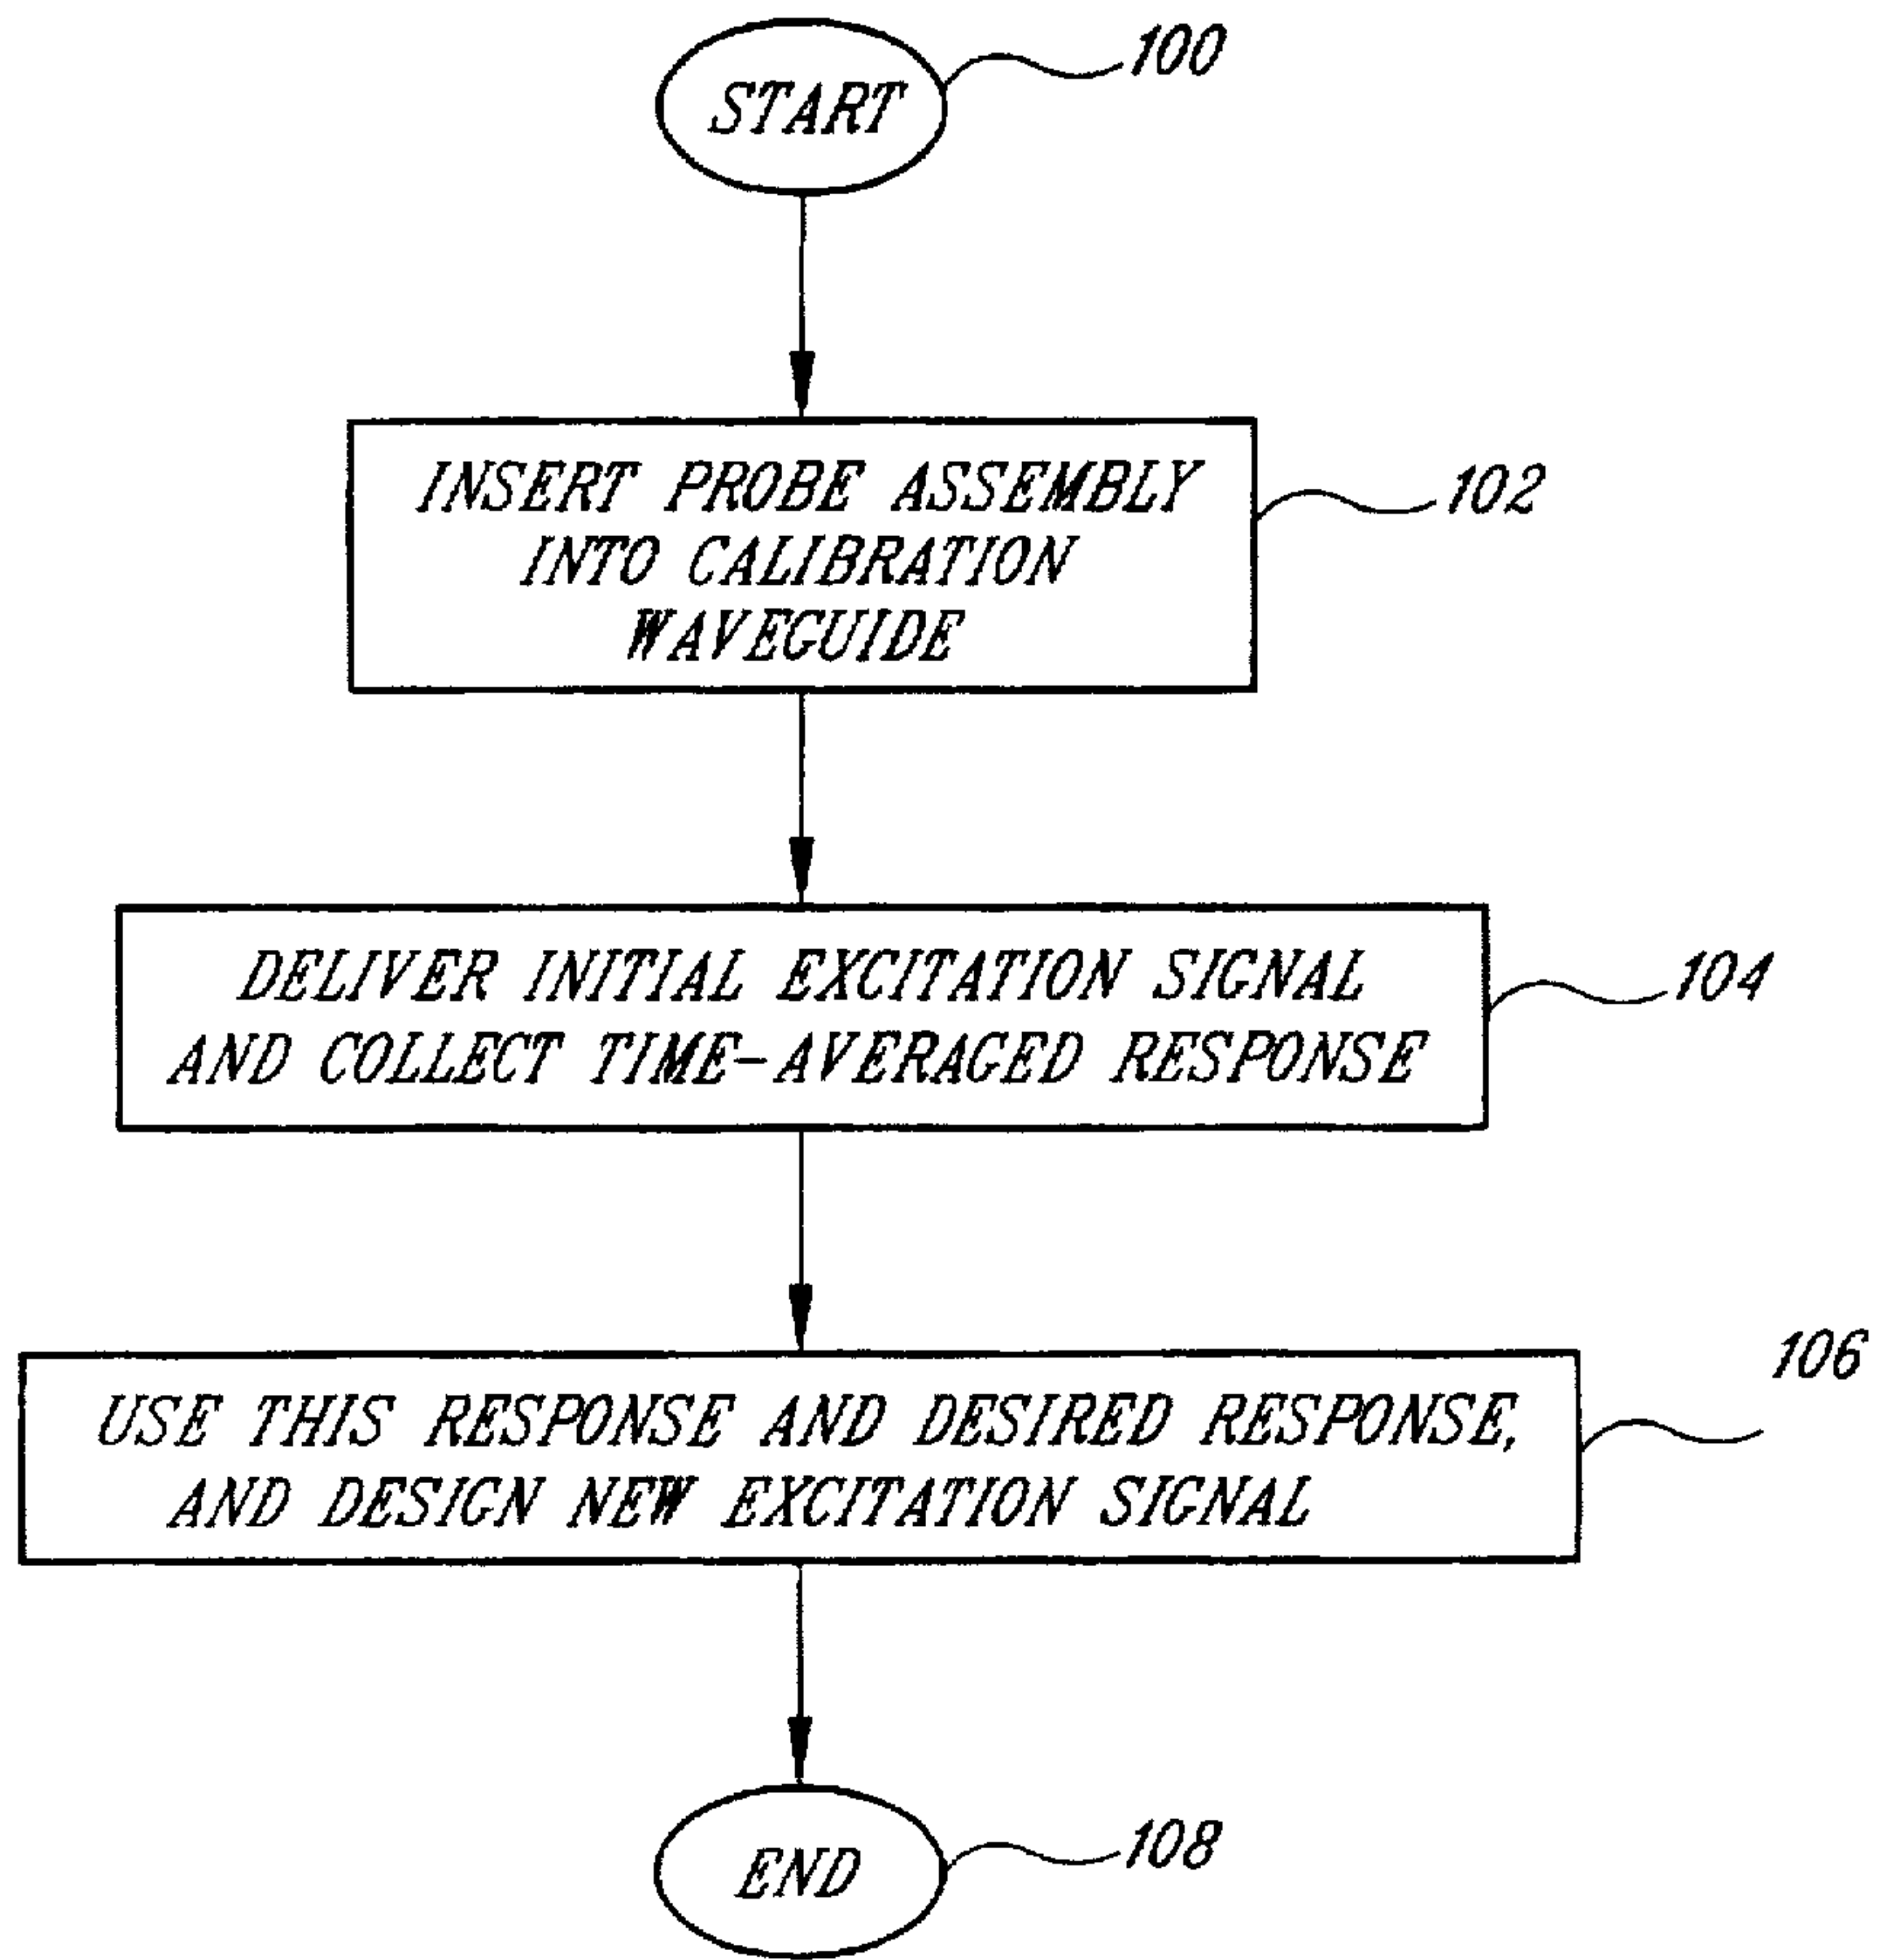 START
100
INSERT PROBE ASSEMBLY
INTO CALIBRATION
WAVEGUIDE
102
DELIVER INITIAL EXCITATION SIGNAL
AND COLLECT TIME-AVERAGED RESPONSE
104
USE THIS RESPONSE AND DESIRED RESPONSE,
AND DESIGN NEW EXCITATION SIGNAL
106
END
108